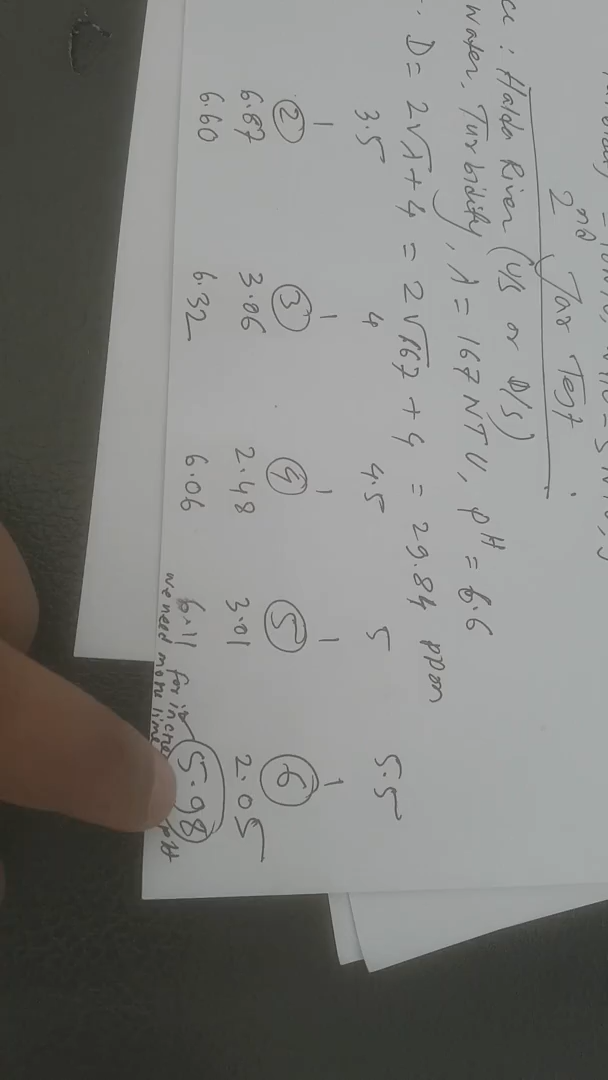 2nd Jar Test
: Halda River (U/s or D/s)
water, Turbidity, λ = 167 NTU, pH = 6.6
D = 2√λ + 4 = 2√167 + 4 = 29.84 ppm
3.5 4 4.5 5 5.5
1 1 1 1 1
② ③ ④ ⑤ ⑥
6.87 3.06 2.48 3.01 2.05
6.60 6.32 6.06 6.11 5.98
for
we need more lime pH